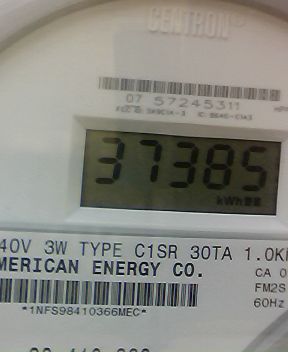 CENTRON®
07 57245311
37385
kWh
40V 3W TYPE C1SR 30TA 1.0K
MERICAN ENERGY CO.
CA 0
FM2S
60Hz
*1NFS98410366MEC*